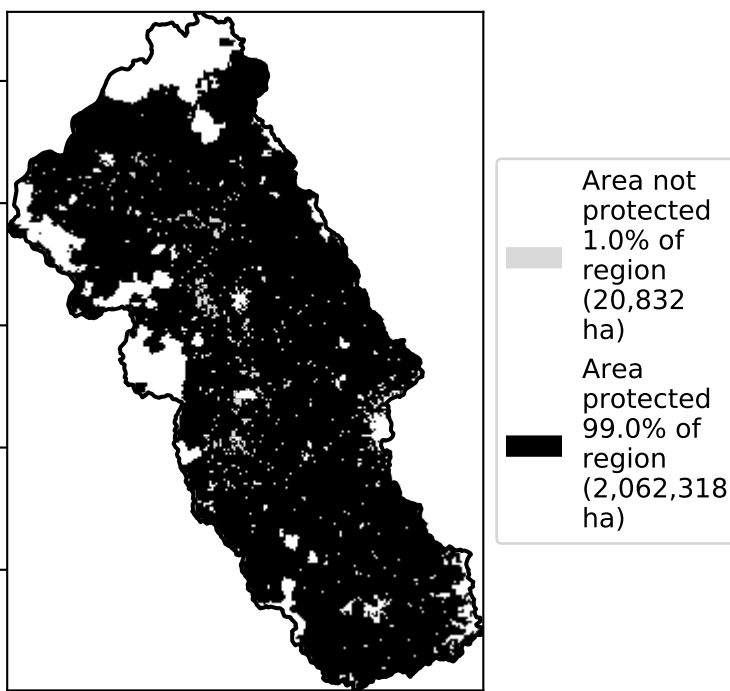 Area not
protected
1.0% of
region
(20,832
ha)
Area
protected
99.0% of
region
(2,062,318
ha)